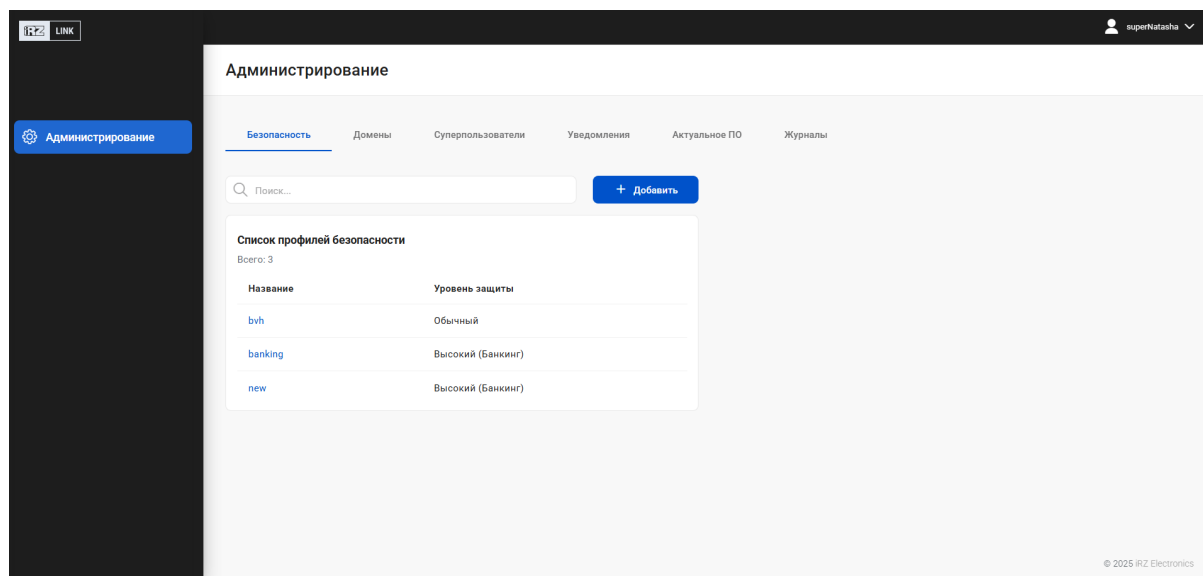 iRZ LINK
superNatasha
Администрирование
Администрирование
Безопасность Домены Суперпользователи Уведомления Актуальное ПО Журналы
Поиск...
+ Добавить
Список профилей безопасности
Всего: 3
Название Уровень защиты
bvh Обычный
banking Высокий (Банкинг)
new Высокий (Банкинг)
© 2025 iRZ Electronics